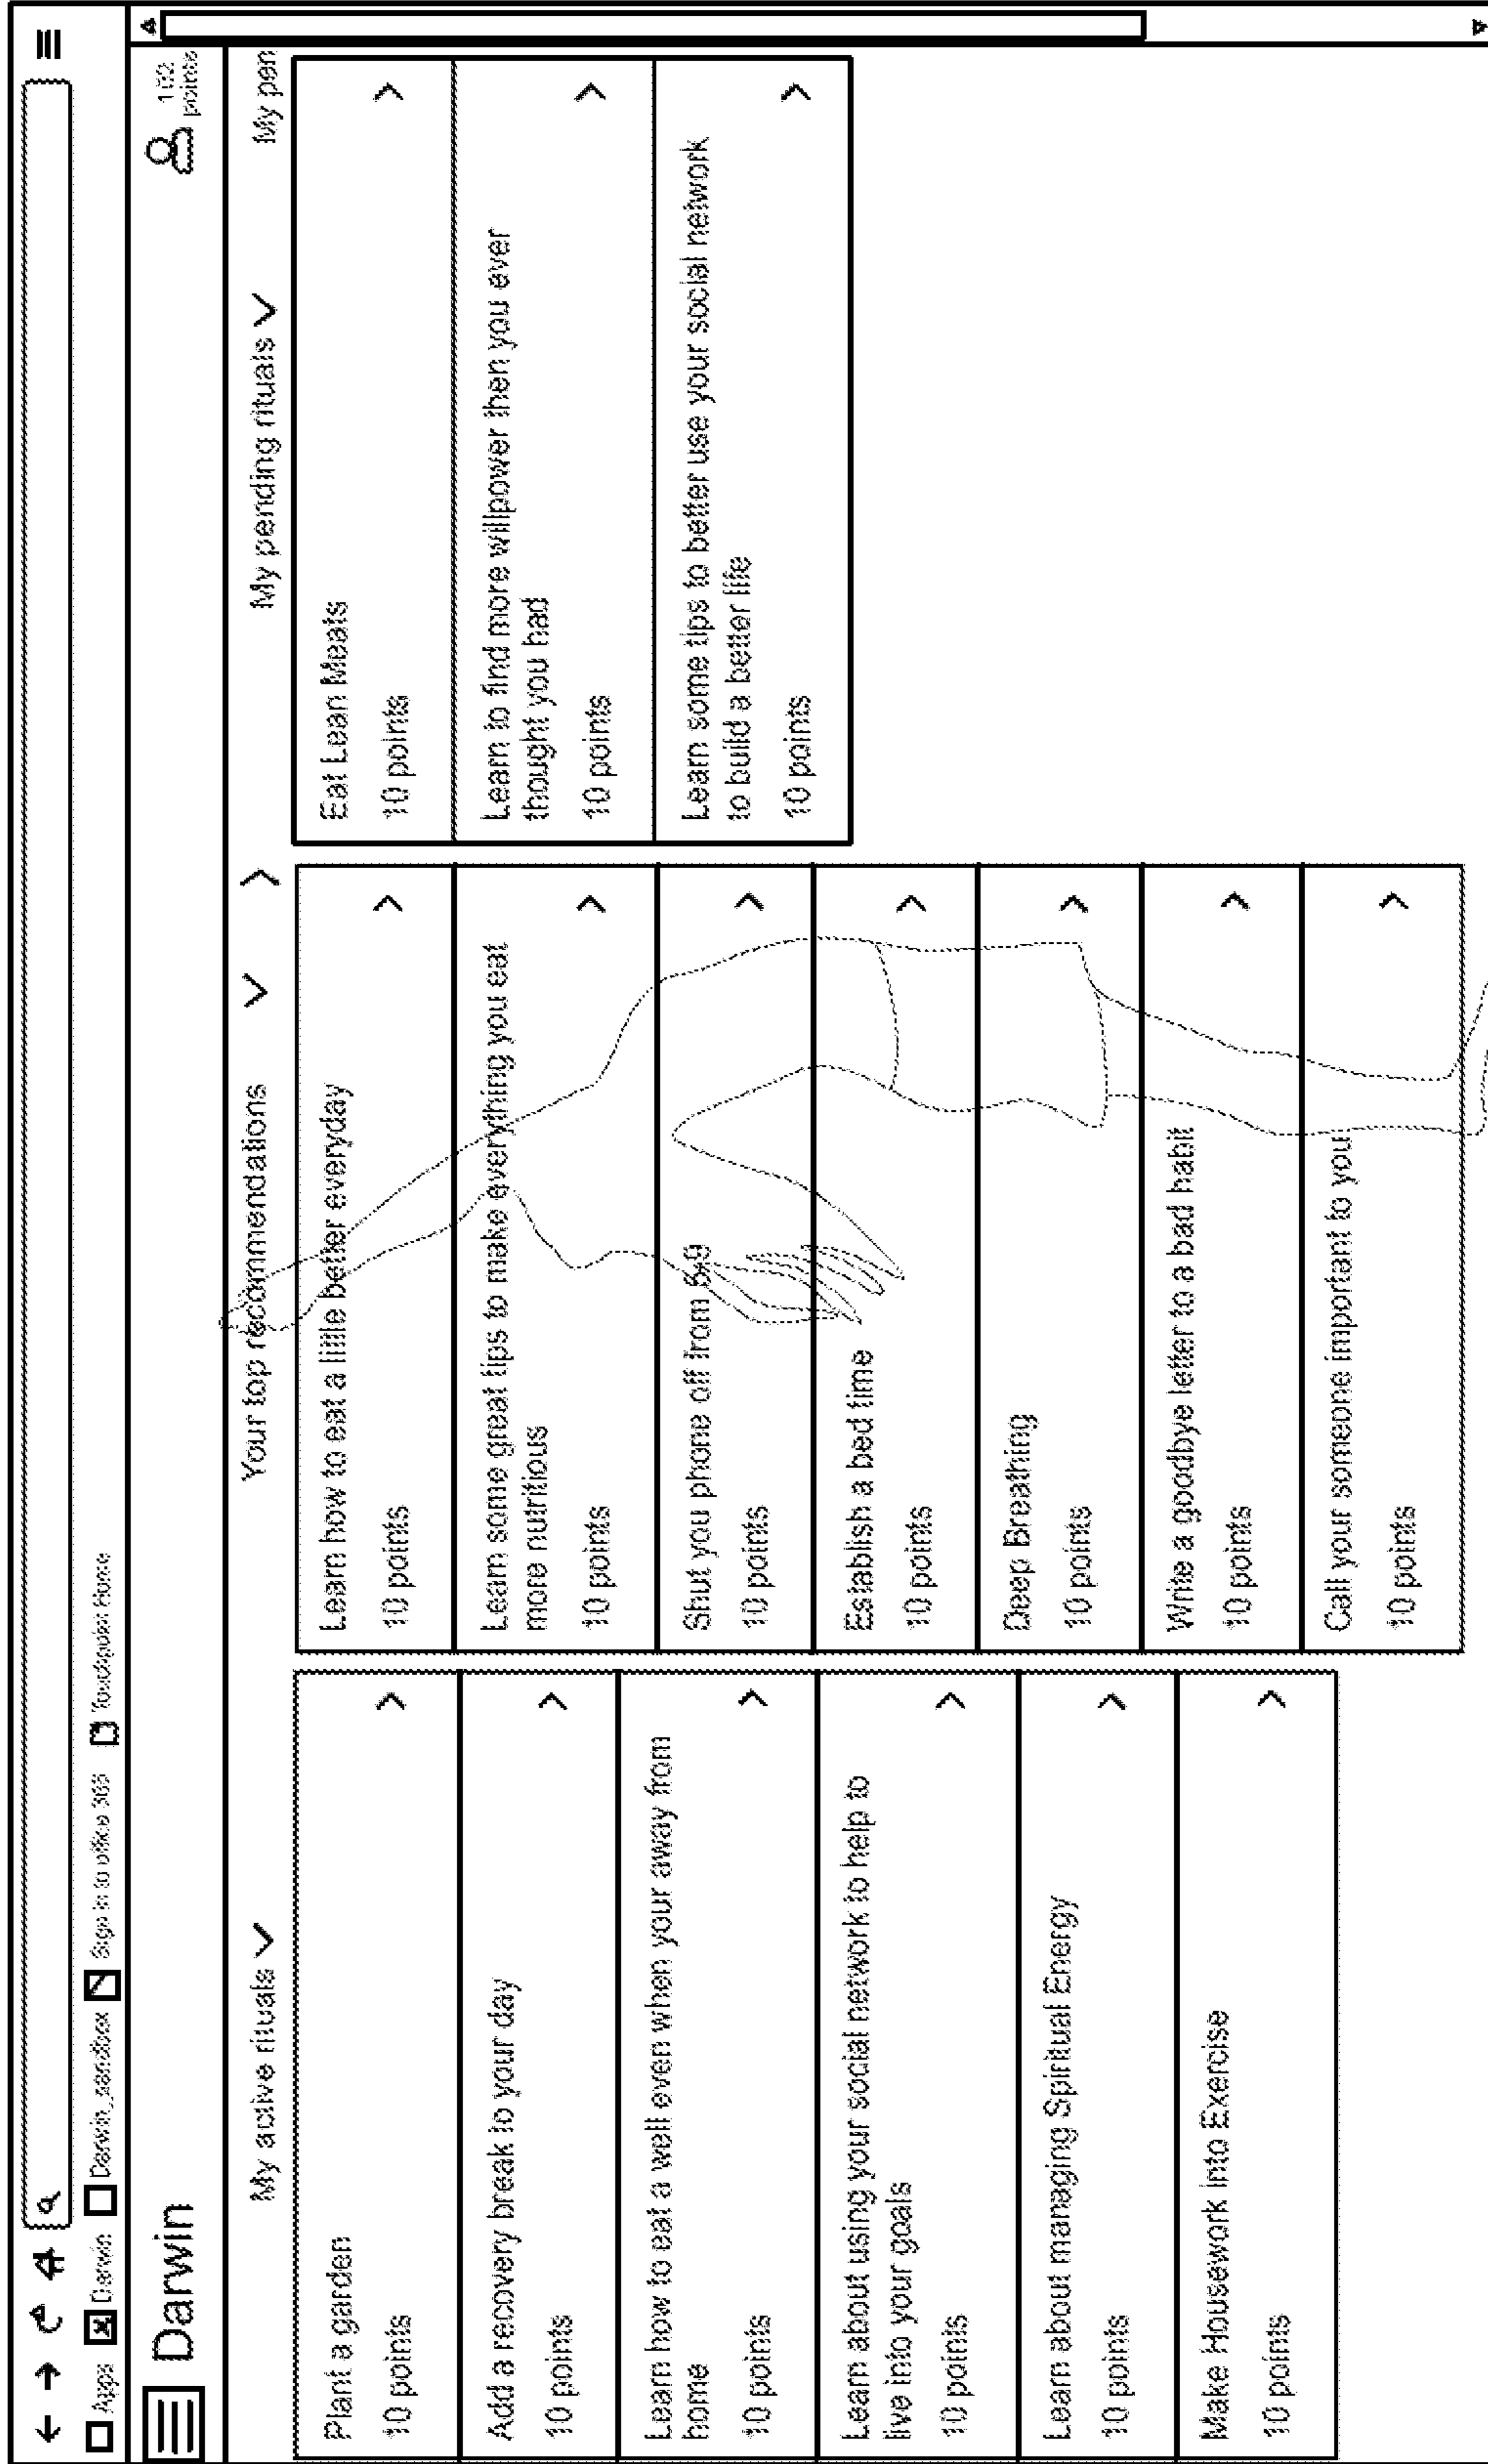 Apps Darwin Darwin_sandbox Sign in to office 365 Touchpoint Home
Darwin
102
points
My active rituals
Plant a garden
10 points
Add a recovery break to your day
10 points
Learn how to eat a well even when your away from
home
10 points
Learn about using your social network to help to
live into your goals
10 points
Learn about managing Spiritual Energy
10 points
Make Housework into Exercise
10 points
Your top recommendations
Learn how to eat a little better everyday
10 points
Learn some great tips to make everything you eat
more nutritious
10 points
Shut you phone off from
10 points
Establish a bed time
10 points
Deep Breathing
10 points
Write a goodbye letter to a bad habit
10 points
Call your someone important to you
10 points
My pending rituals
Eat Lean Meats
10 points
Learn to find more willpower then you ever
thought you had
10 points
Learn some tips to better use your social network
to build a better life
10 points
My pen